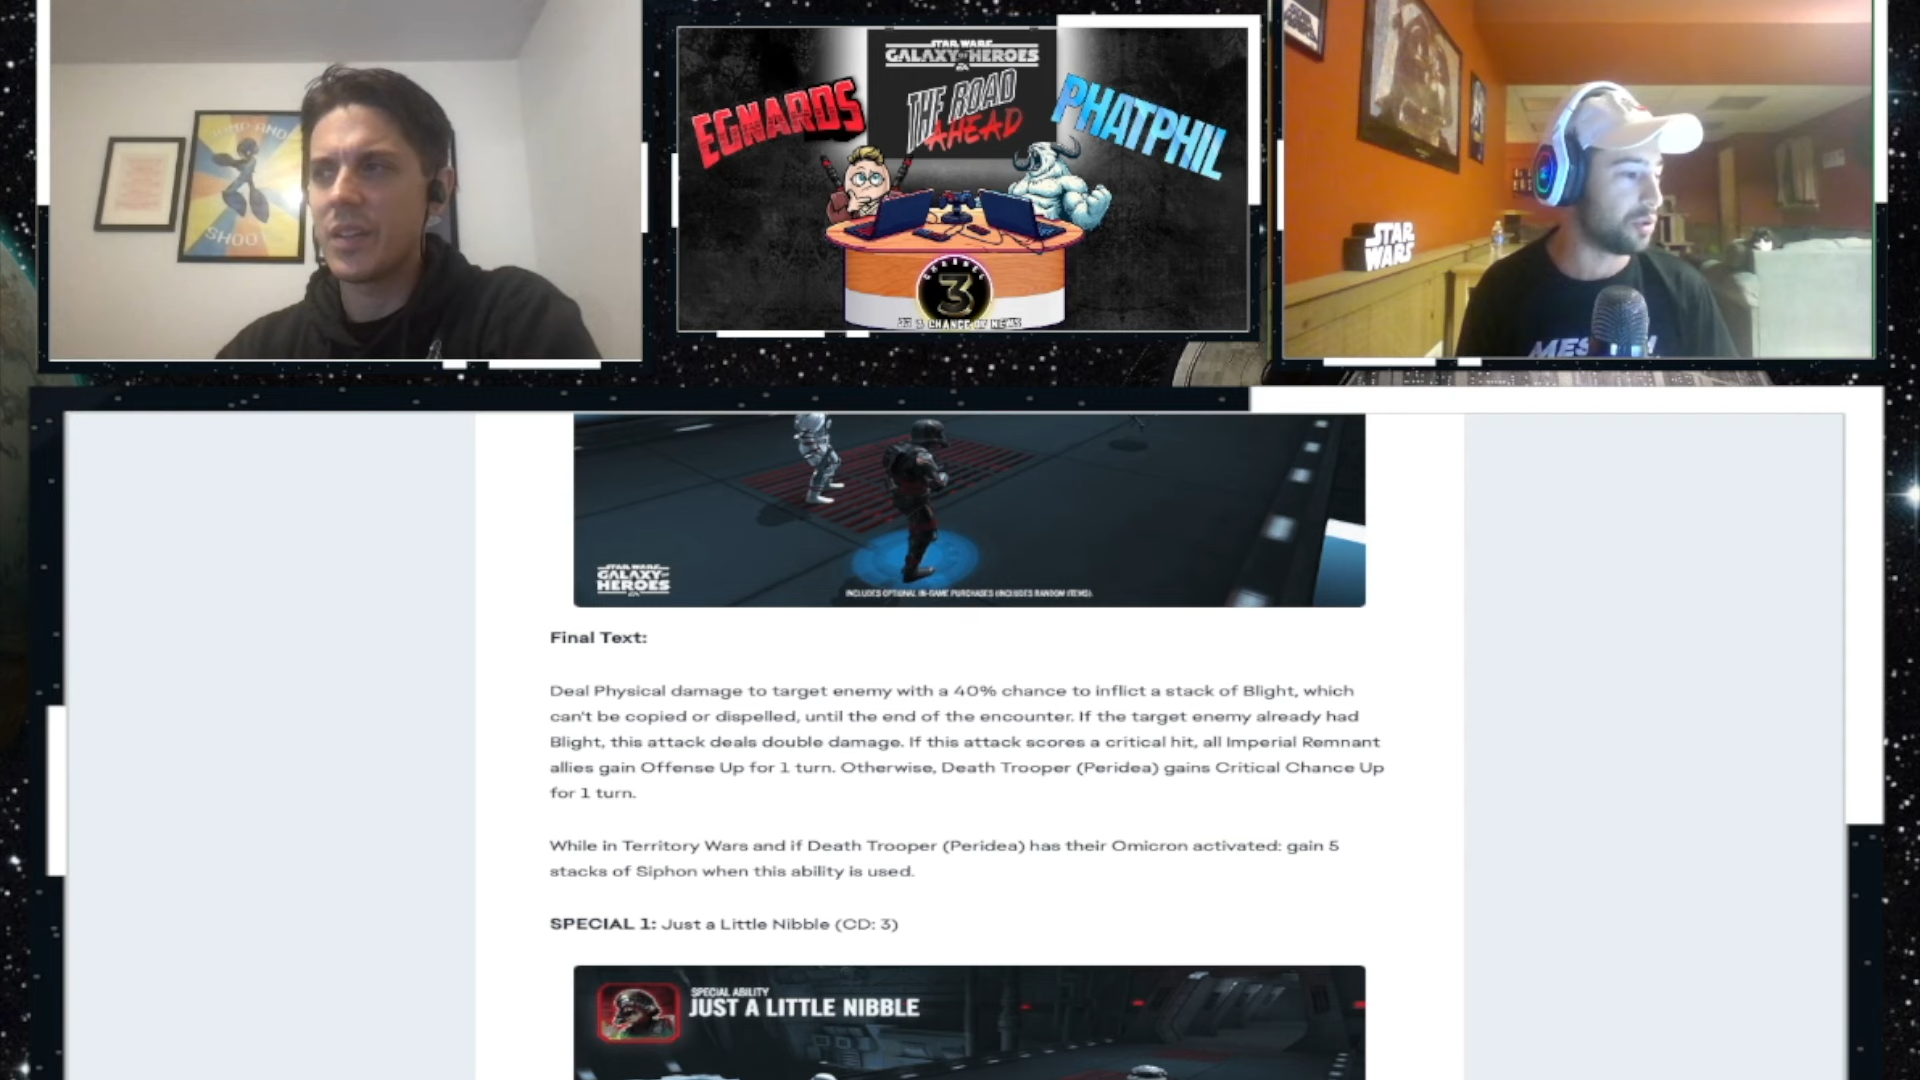 JUMP AND
SHOO
STAR WARS
GALAXY OF HEROES
EA
EGNARDS
THE ROAD
AHEAD
PHATPHIL
CHANNEL
3
STAR
WARS
STAR WARS
GALAXY OF
HEROES
EA
INCLUDES OPTIONAL IN-GAME PURCHASES (INCLUDES RANDOM ITEMS).
Final Text:
Deal Physical damage to target enemy with a 40% chance to inflict a stack of Blight, which
can't be copied or dispelled, until the end of the encounter. If the target enemy already had
Blight, this attack deals double damage. If this attack scores a critical hit, all Imperial Remnant
allies gain Offense Up for 1 turn. Otherwise, Death Trooper (Peridea) gains Critical Chance Up
for 1 turn.
While in Territory Wars and if Death Trooper (Peridea) has their Omicron activated: gain 5
stacks of Siphon when this ability is used.
SPECIAL 1: Just a Little Nibble (CD: 3)
SPECIAL ABILITY
JUST A LITTLE NIBBLE